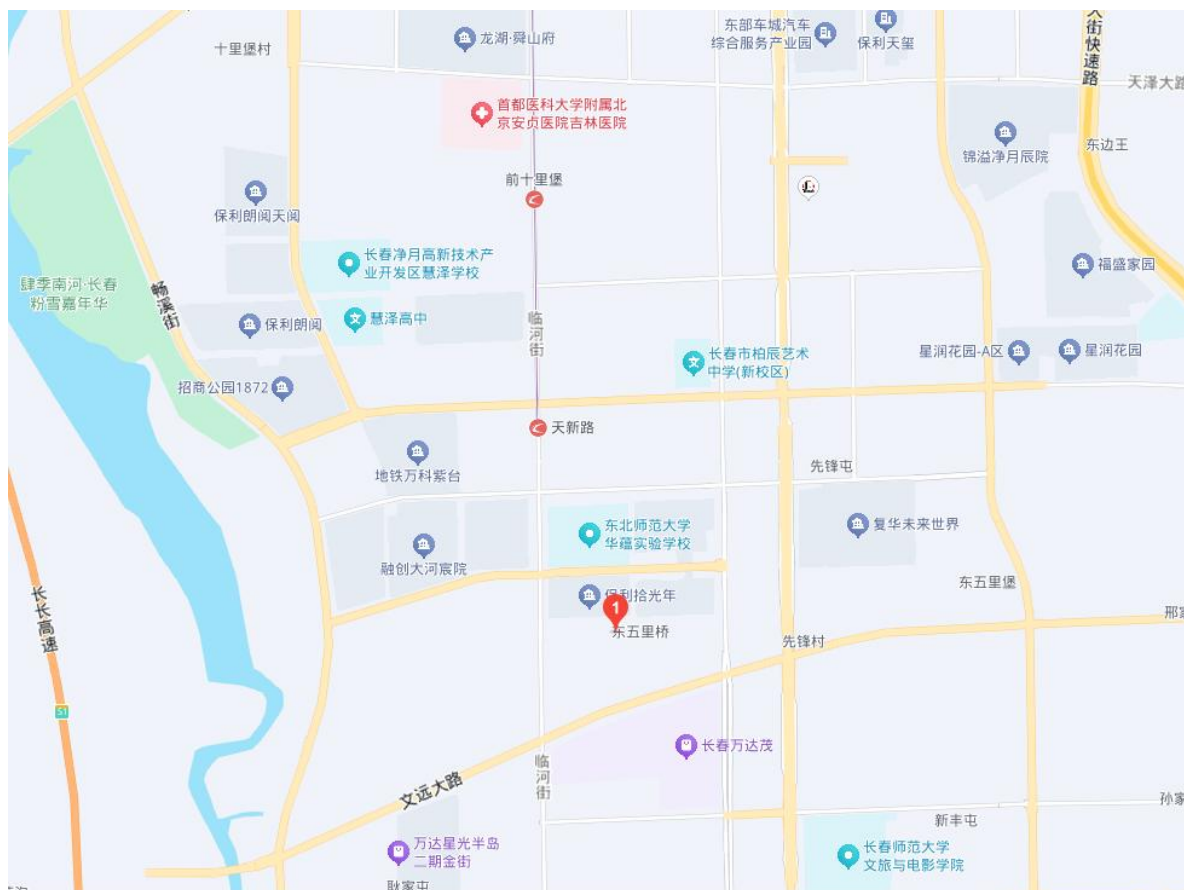 十里堡村
龙湖·舜山府
东部车城汽车
综合服务产业园
保利天玺
大街快速路
天泽大路
首都医科大学附属北
京安贞医院吉林医院
东边王
锦溢净月辰院
前十里堡
保利朗阅天阅
长春净月高新技术产
业开发区慧泽学校
福盛家园
肆季南河·长春
粉雪嘉年华
畅溪街
保利朗阅
慧泽高中
临河街
长春市柏辰艺术
中学(新校区)
星润花园-A区
星润花园
招商公园1872
天新路
地铁万科紫台
先锋屯
东北师范大学
华蕴实验学校
复华未来世界
融创大河宸院
长长高速
东五里堡
保利拾光年
1
东五里桥
先锋村
邢家
S1
长春万达茂
临河街
文远大路
孙家
新丰屯
万达星光半岛
二期金街
长春师范大学
文旅与电影学院
耿家屯